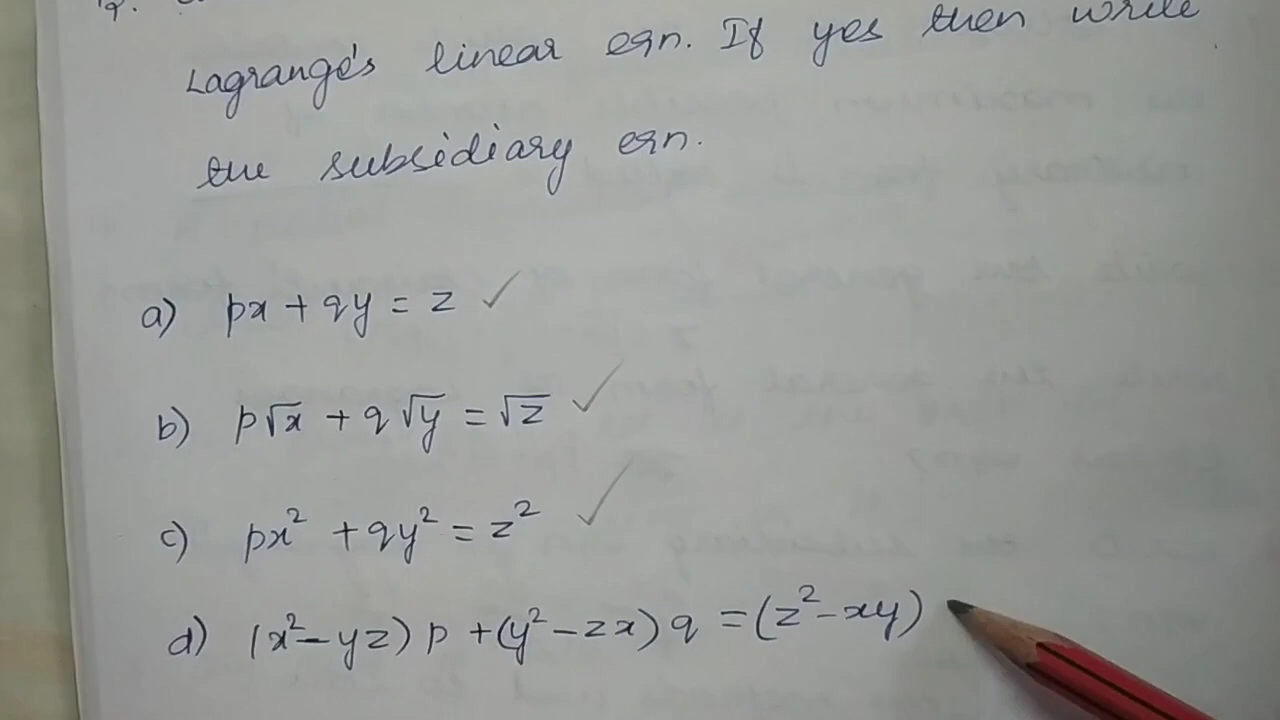 Lagrange's linear eqn. If yes then write
the subsidiary eqn.
a) px + qy = z ✓
b) p√x + q√y = √z ✓
c) px² + qy² = z² ✓
d) (x²-yz) p + (y²-zx) q = (z²-xy)